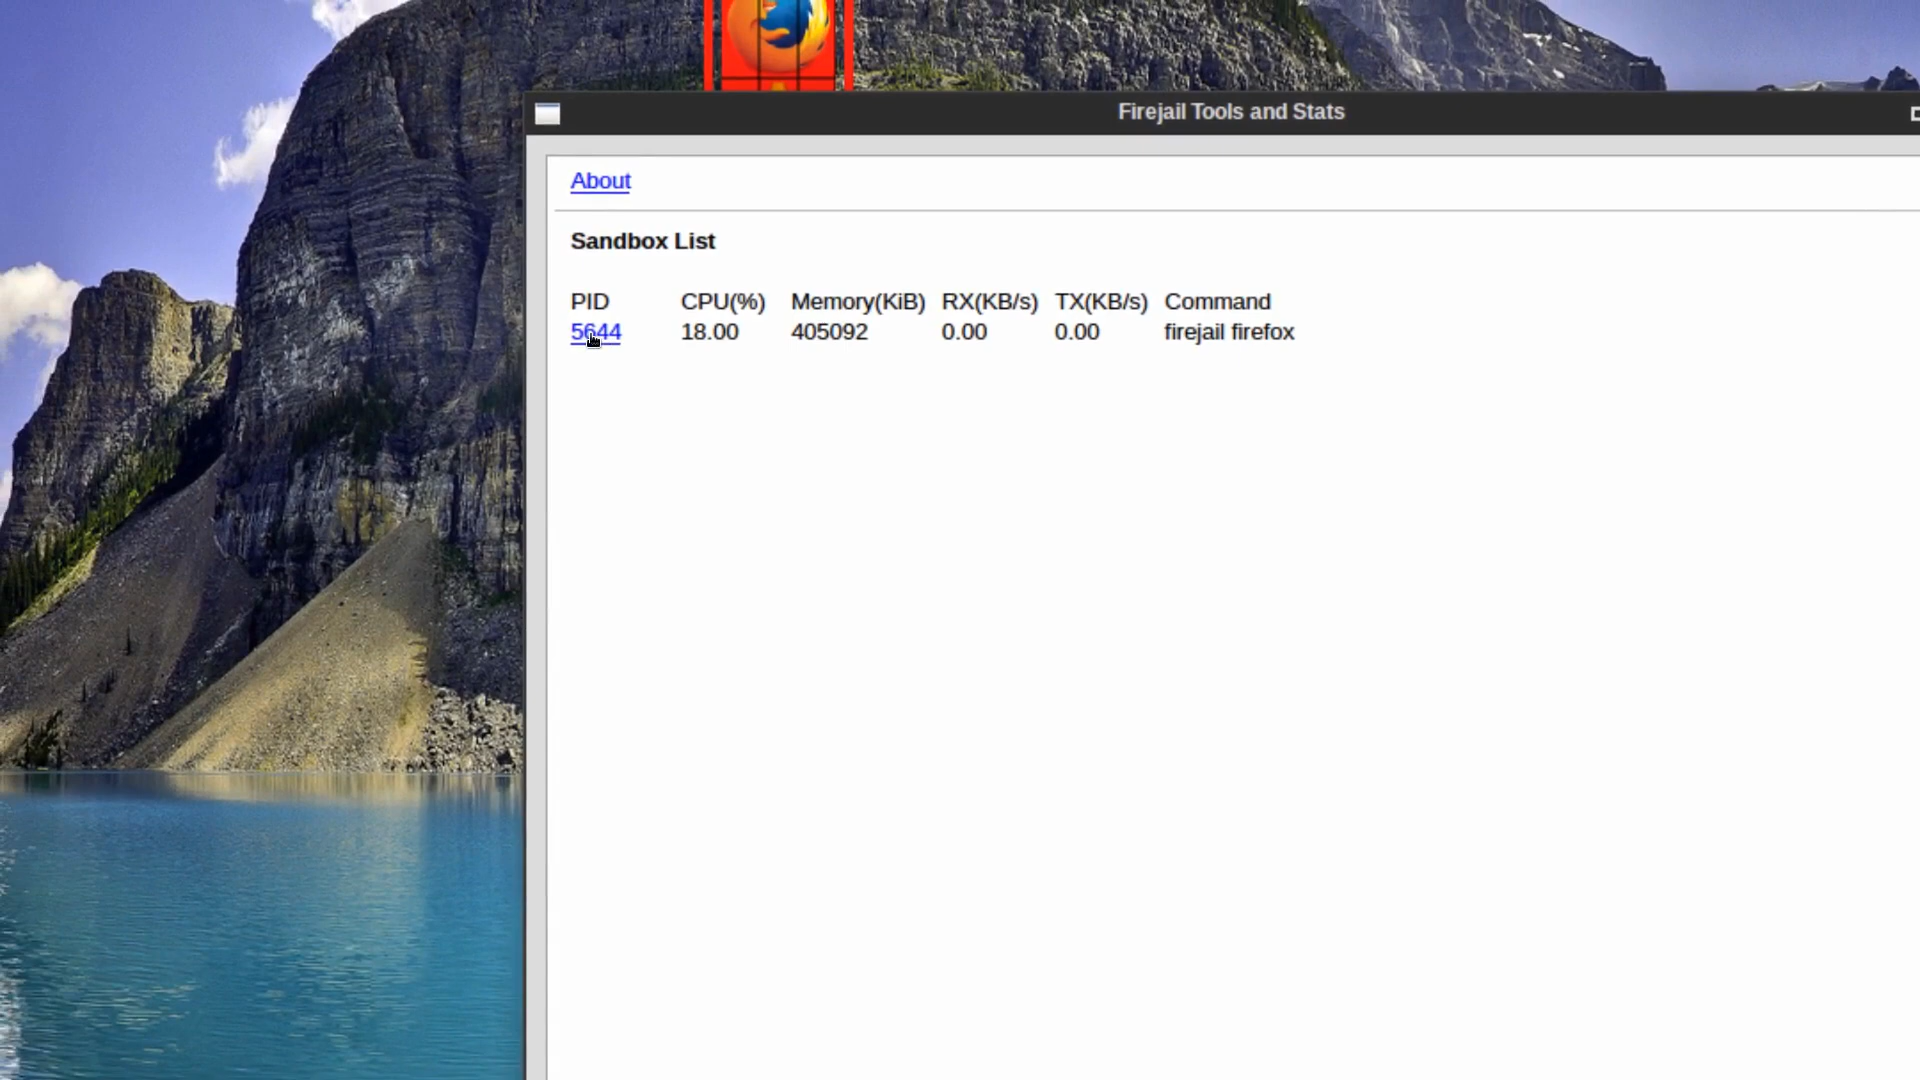 Firejail Tools and Stats
About
Sandbox List
PID CPU(%) Memory(KiB) RX(KB/s) TX(KB/s) Command
5644 18.00 405092 0.00 0.00 firejail firefox